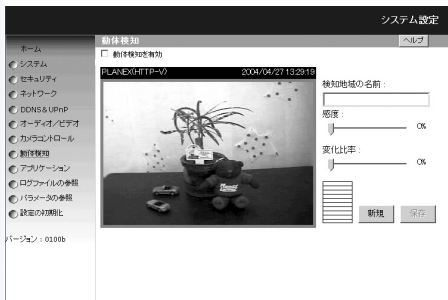 システム設定
ホーム
動体検知
ヘルプ
動体検知を有効
システム
セキュリティ
ネットワーク
DDNS & UPnP
オーディオ/ビデオ
カメラコントロール
動体検知
アプリケーション
ログファイルの参照
パラメータの参照
設定の初期化
バージョン : 0100b
PLANEX(HTTP-V) 2004/04/27 13:29:19
検知地域の名前 :
感度 :
0%
変化比率 :
0%
新規
保存